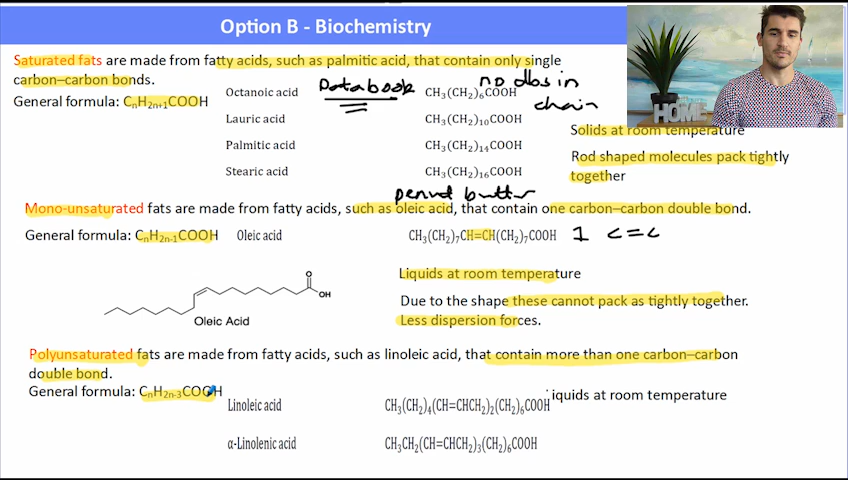 Option B - Biochemistry
Saturated fats are made from fatty acids, such as palmitic acid, that contain only single
carbon–carbon bonds.
General formula: CₙH₂ₙ₊₁COOH
Octanoic acid
Databook
CH₃(CH₂)₆COOH
no dbs in
chain
Lauric acid
CH₃(CH₂)₁₀COOH
Palmitic acid
CH₃(CH₂)₁₄COOH
Stearic acid
CH₃(CH₂)₁₆COOH
HOME
Solids at room temperature
Rod shaped molecules pack tightly
together
penut butter
Mono-unsaturated fats are made from fatty acids, such as oleic acid, that contain one carbon–carbon double bond.
General formula: CₙH₂ₙ₋₁COOH
Oleic acid
CH₃(CH₂)₇CH=CH(CH₂)₇COOH
1 C=C
O
OH
Oleic Acid
Liquids at room temperature
Due to the shape these cannot pack as tightly together.
Less dispersion forces.
Polyunsaturated fats are made from fatty acids, such as linoleic acid, that contain more than one carbon–carbon
double bond.
General formula: CₙH₂ₙ₋₃COOH
Linoleic acid
CH₃(CH₂)₄(CH=CHCH₂)₂(CH₂)₆COOH
iquids at room temperature
α-Linolenic acid
CH₃CH₂(CH=CHCH₂)₃(CH₂)₆COOH